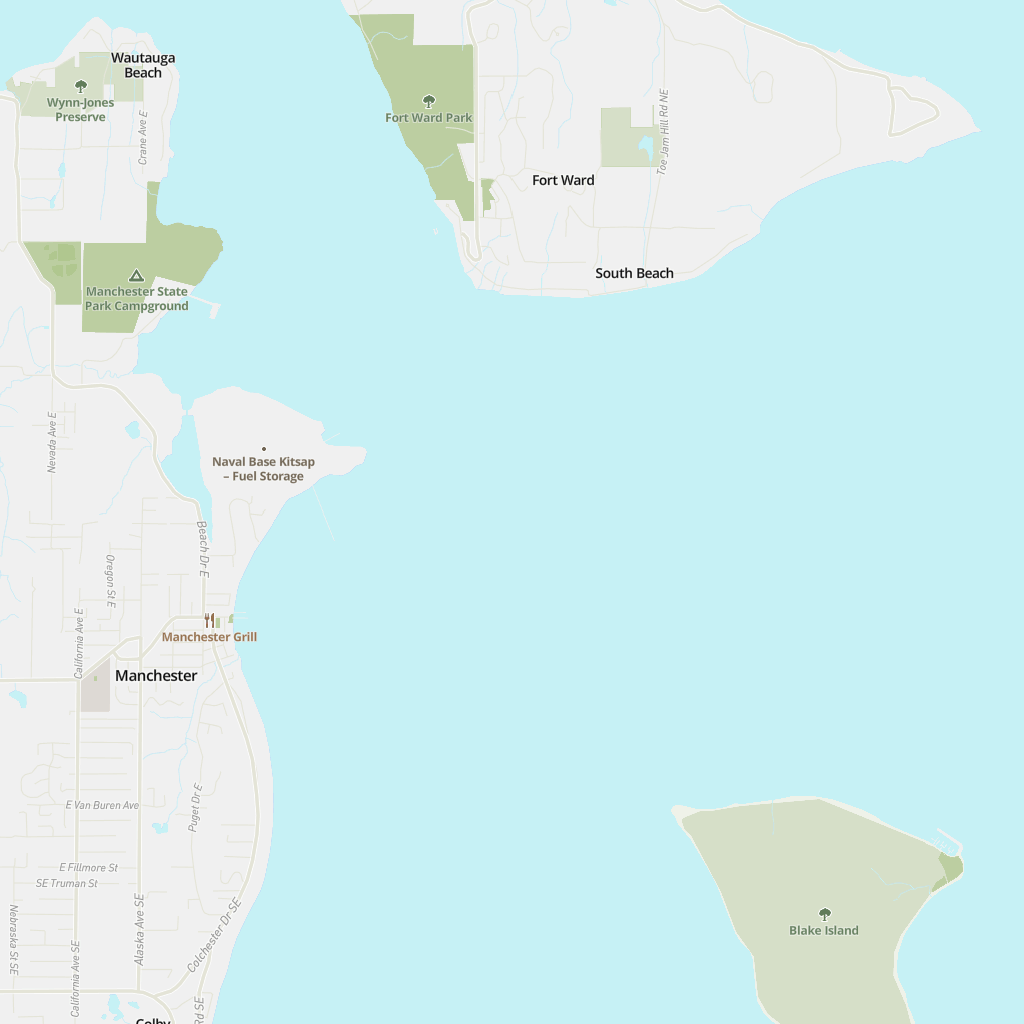 Wautauga
Beach
Wynn-Jones
Preserve
Crane Ave E
Fort Ward Park
Toe Jam Hill Rd NE
Fort Ward
South Beach
Manchester State
Park Campground
Nevada Ave E
Naval Base Kitsap
– Fuel Storage
Beach Dr E
Oregon St E
California Ave E
Manchester Grill
Manchester
Puget Dr E
E Van Buren Ave
E Fillmore St
SE Truman St
Nebraska St SE
California Ave SE
Alaska Ave SE
Colchester Dr SE
Blake Island
Rd SE
Colby